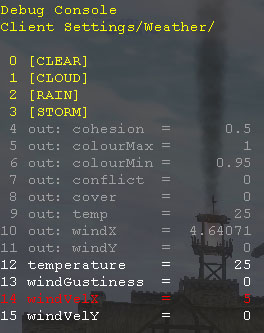 Debug Console
Client Settings/Weather/
0 [CLEAR]
1 [CLOUD]
2 [RAIN]
3 [STORM]
4 out: cohesion = 0.5
5 out: colourMax = 1
6 out: colourMin = 0.95
7 out: conflict = 0
8 out: cover = 0
9 out: temp = 25
10 out: windX = 4.64071
11 out: windY = 0
12 temperature = 25
13 windGustiness = 0
14 windVelX = 5
15 windVelY = 0